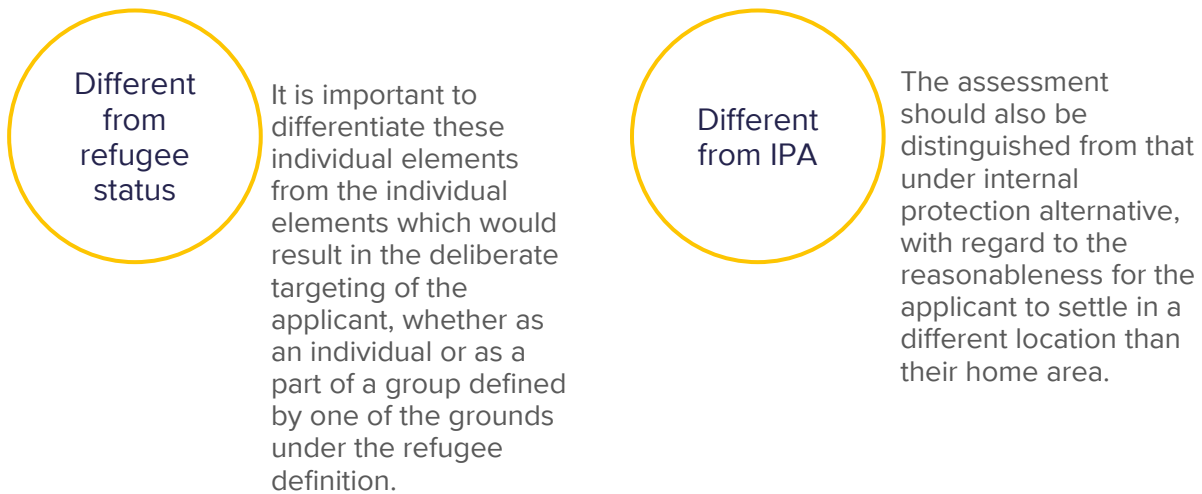 Different
from
refugee
status
It is important to
differentiate these
individual elements
from the individual
elements which would
result in the deliberate
targeting of the
applicant, whether as
an individual or as a
part of a group defined
by one of the grounds
under the refugee
definition.
Different
from IPA
The assessment
should also be
distinguished from that
under internal
protection alternative,
with regard to the
reasonableness for the
applicant to settle in a
different location than
their home area.